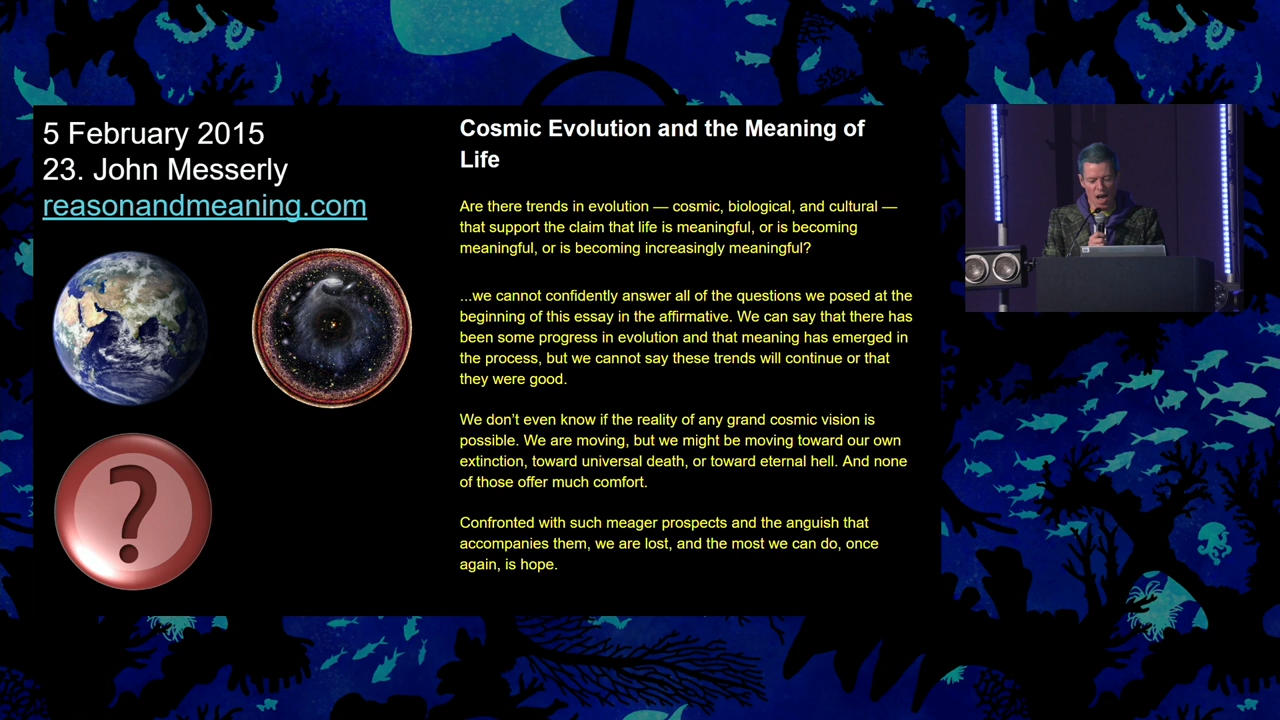 5 February 2015
23. John Messerly
reasonandmeaning.com
Cosmic Evolution and the Meaning of
Life
Are there trends in evolution — cosmic, biological, and cultural —
that support the claim that life is meaningful, or is becoming
meaningful, or is becoming increasingly meaningful?
...we cannot confidently answer all of the questions we posed at the
beginning of this essay in the affirmative. We can say that there has
been some progress in evolution and that meaning has emerged in
the process, but we cannot say these trends will continue or that
they were good.
We don’t even know if the reality of any grand cosmic vision is
possible. We are moving, but we might be moving toward our own
extinction, toward universal death, or toward eternal hell. And none
of those offer much comfort.
Confronted with such meager prospects and the anguish that
accompanies them, we are lost, and the most we can do, once
again, is hope.
?